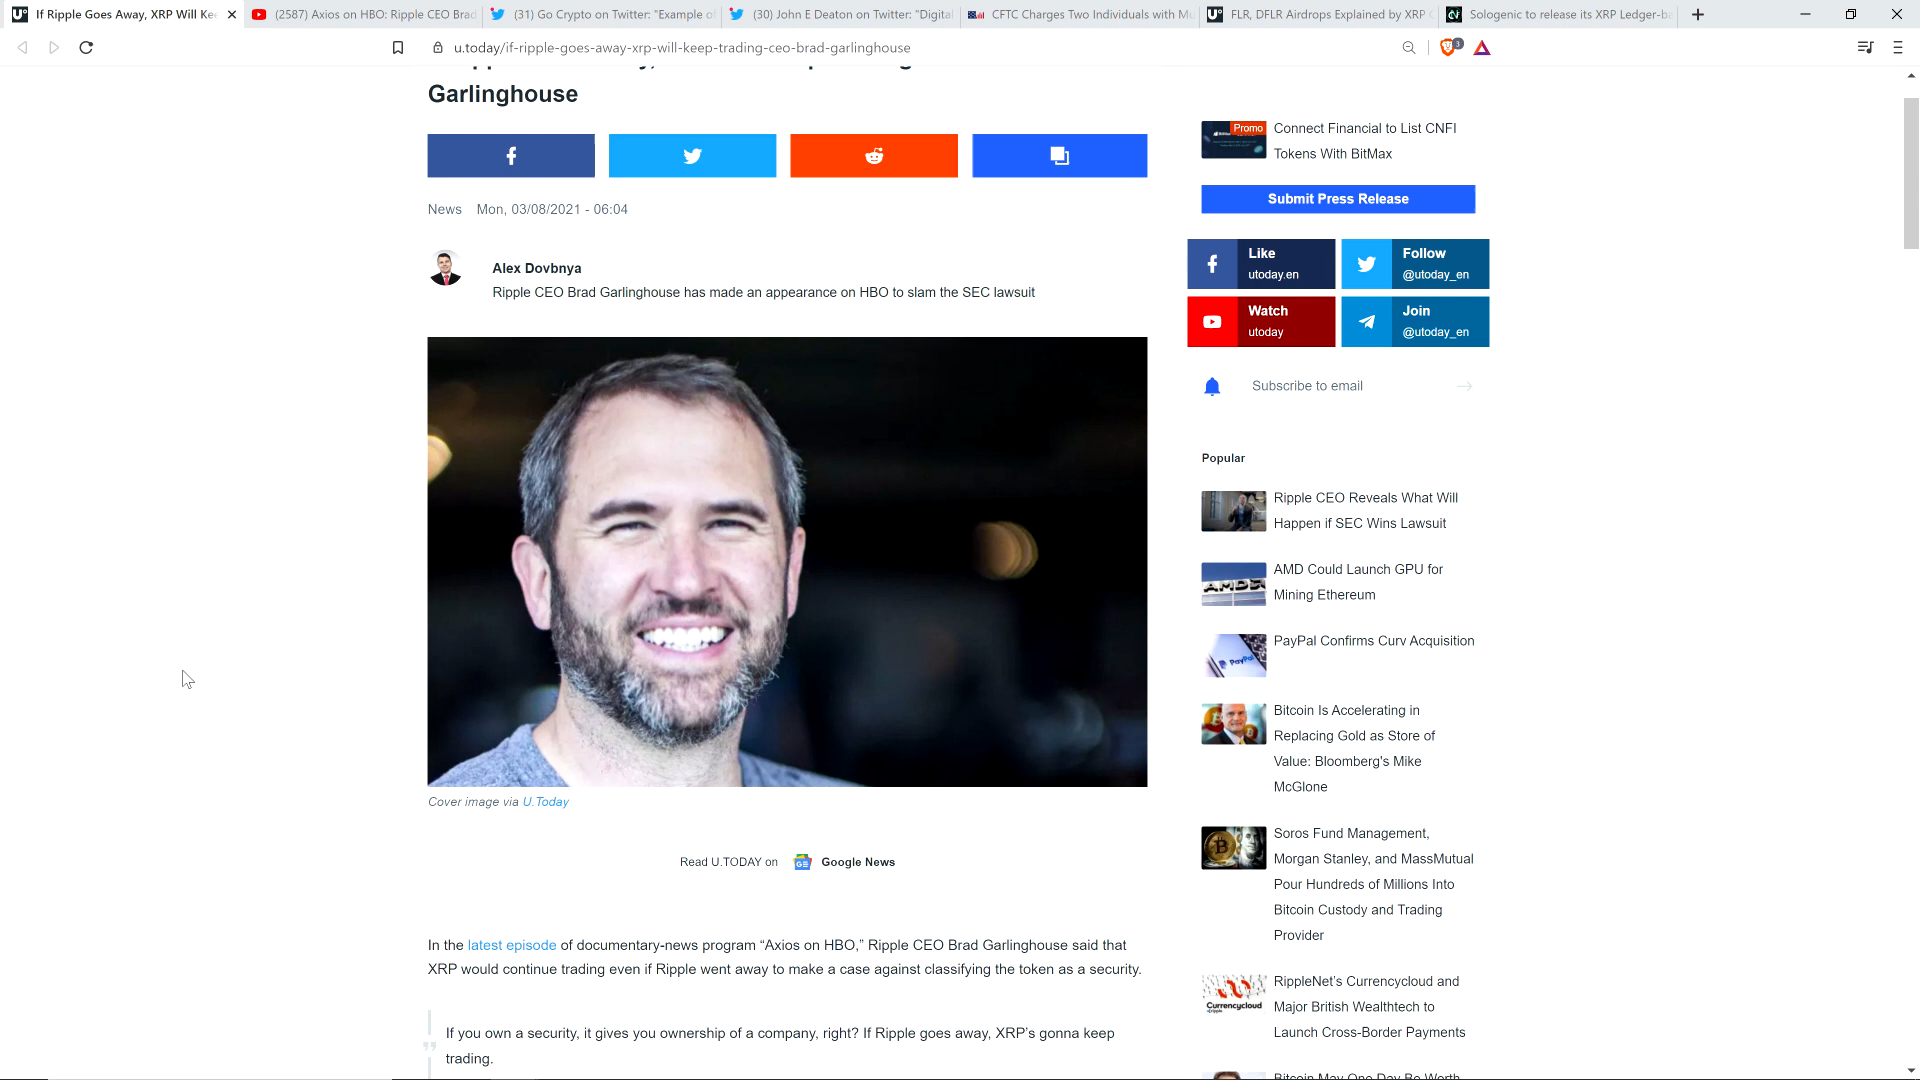 If Ripple Goes Away, XRP Will Ke
(2587) Axios on HBO: Ripple CEO Brad
(31) Go Crypto on Twitter: "Example of
(30) John E Deaton on Twitter: "Digital
CFTC Charges Two Individuals with Mu
FLR, DFLR Airdrops Explained by XRP
Sologenic to release its XRP Ledger-ba
u.today/if-ripple-goes-away-xrp-will-keep-trading-ceo-brad-garlinghouse
3
Garlinghouse
News Mon, 03/08/2021 - 06:04
Alex Dovbnya
Ripple CEO Brad Garlinghouse has made an appearance on HBO to slam the SEC lawsuit
Cover image via U.Today
Read U.TODAY on Google News
In the latest episode of documentary-news program “Axios on HBO,” Ripple CEO Brad Garlinghouse said that
XRP would continue trading even if Ripple went away to make a case against classifying the token as a security.
If you own a security, it gives you ownership of a company, right? If Ripple goes away, XRP’s gonna keep
trading.
Promo
Connect Financial to List CNFI
Tokens With BitMax
Submit Press Release
Like
utoday.en
Follow
@utoday_en
Watch
utoday
Join
@utoday_en
Subscribe to email
Popular
Ripple CEO Reveals What Will
Happen if SEC Wins Lawsuit
AMD
AMD Could Launch GPU for
Mining Ethereum
PayPal
PayPal Confirms Curv Acquisition
Bitcoin Is Accelerating in
Replacing Gold as Store of
Value: Bloomberg's Mike
McGlone
Soros Fund Management,
Morgan Stanley, and MassMutual
Pour Hundreds of Millions Into
Bitcoin Custody and Trading
Provider
Currencycloud
RippleNet’s Currencycloud and
Major British Wealthtech to
Launch Cross-Border Payments
Bitcoin May One Day Be Worth